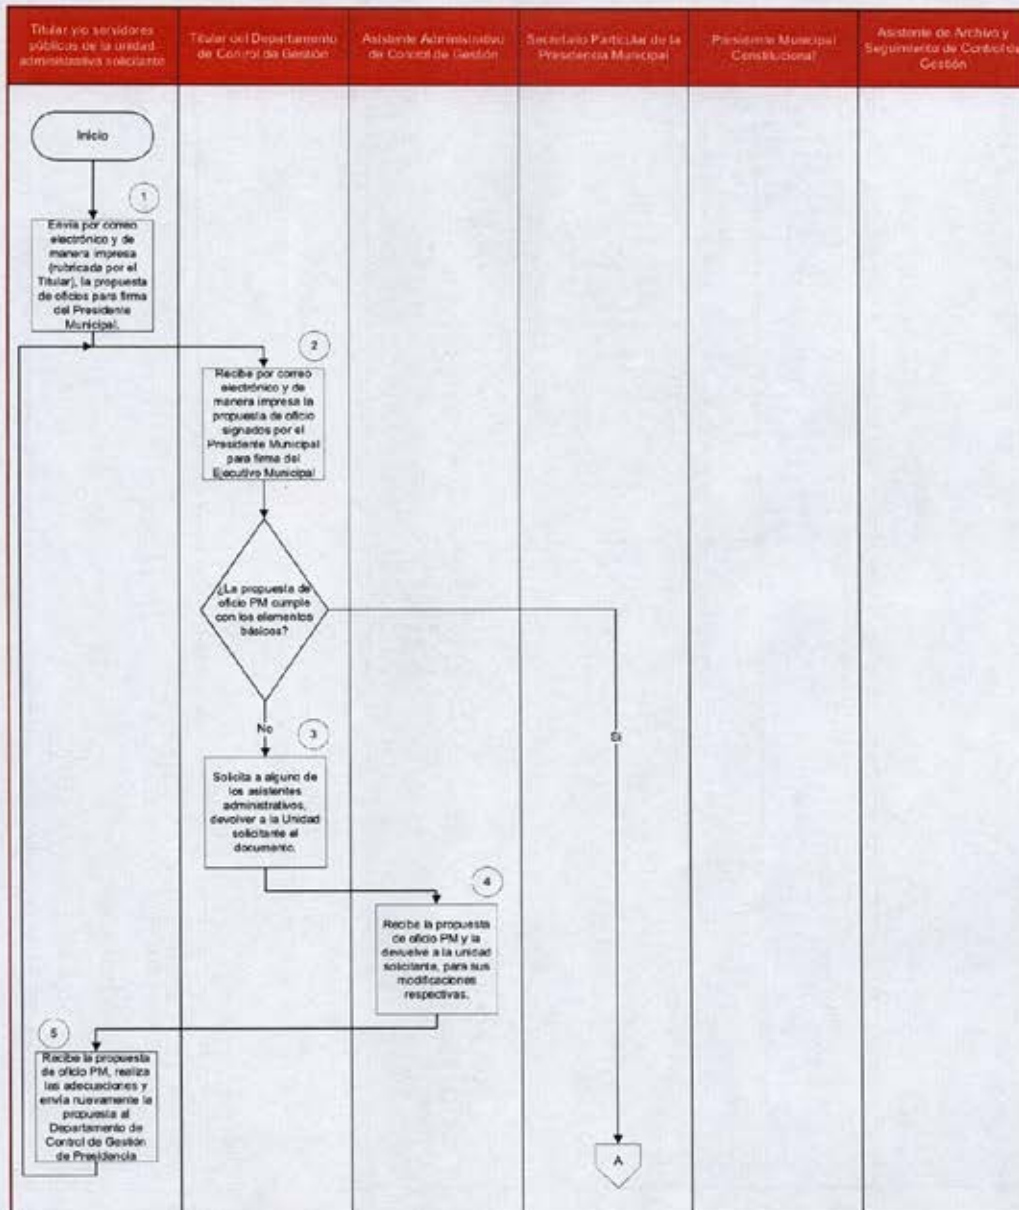 Titular y/o servidores
públicos de la unidad
administrativa solicitante
Titular del Departamento
de Control de Gestión
Asistente Administrativo
de Control de Gestión
Secretario Particular de la
Presidencia Municipal
Presidente Municipal
Constitucional
Asistente de Archivo y
Seguimiento de Control de
Gestión
Inicio
1
Envía por correo
electrónico y de
manera impresa
(rubricada por el
Titular), la propuesta
de oficios para firma
del Presidente
Municipal.
2
Recibe por correo
electrónico y de
manera impresa la
propuesta de oficio
signados por el
Presidente Municipal
para firma del
Ejecutivo Municipal
¿La propuesta de
oficio PM cumple
con los elementos
básicos?
No
Si
3
Solicita a alguno de
los asistentes
administrativos,
devolver a la Unidad
solicitante el
documento.
4
Recibe la propuesta
de oficio PM y la
devuelve a la unidad
solicitante, para sus
modificaciones
respectivas.
5
Recibe la propuesta
de oficio PM, realiza
las adecuaciones y
envía nuevamente la
propuesta al
Departamento de
Control de Gestión
de Presidencia
A